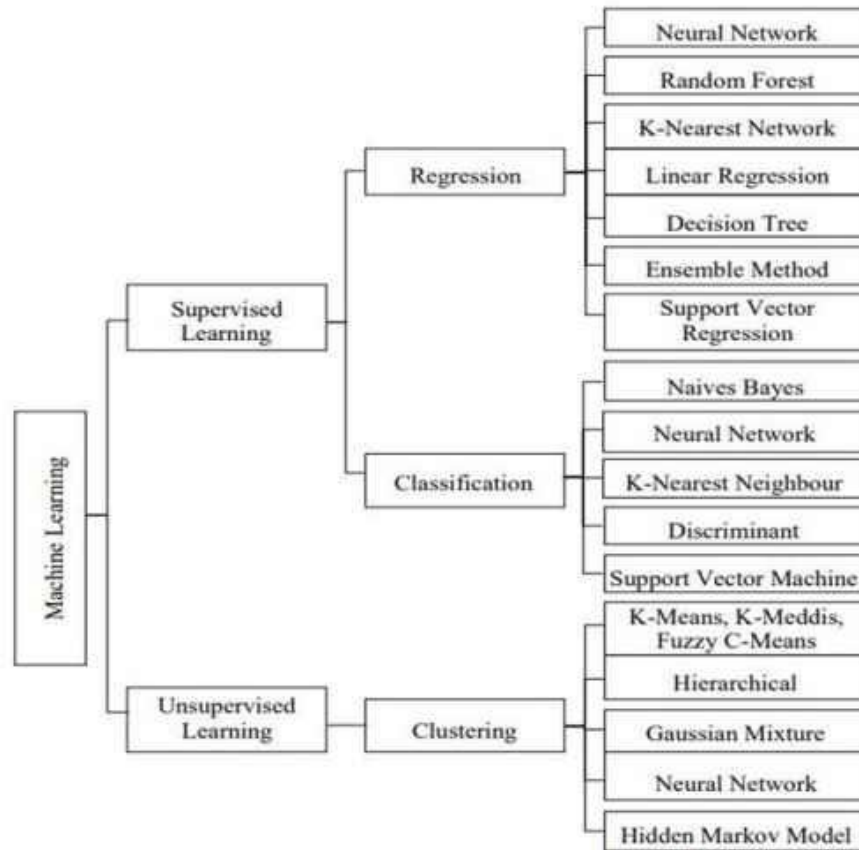 Neural Network
Random Forest
K-Nearest Network
Regression
Linear Regression
Decision Tree
Ensemble Method
Supervised
Learning
Support Vector
Regression
Naives Bayes
Neural Network
Classification
K-Nearest Neighbour
Discriminant
Support Vector Machine
Machine Learning
K-Means, K-Meddis,
Fuzzy C-Means
Hierarchical
Unsupervised
Learning
Clustering
Gaussian Mixture
Neural Network
Hidden Markov Model